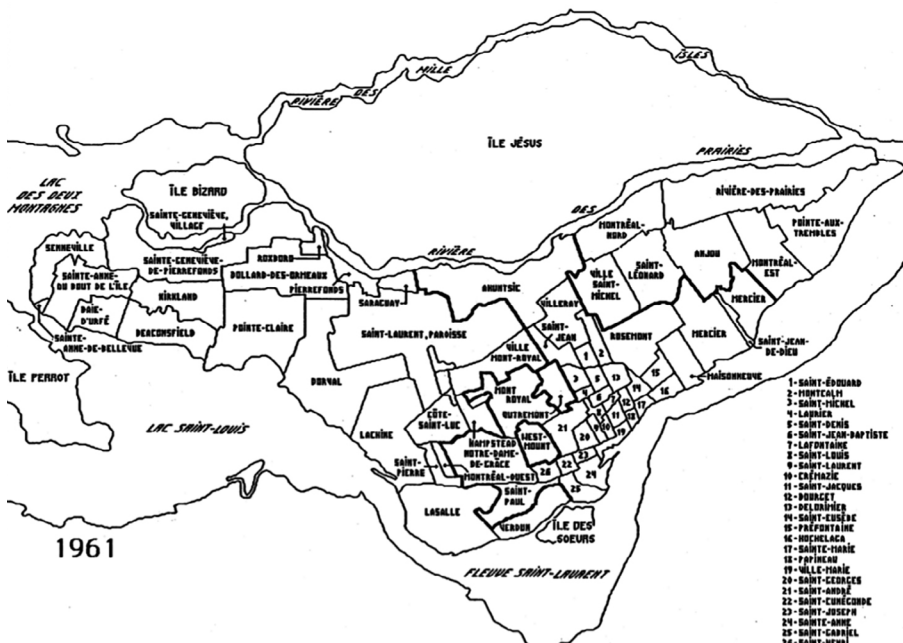 RIVIÈRE DES MILLE ISLES
ÎLE JÉSUS
PRAIRIES
DES
RIVIÈRE
LAC
DES DEUX
MONTAGNES
ÎLE BIZARD
SAINTE-GENEVIÈVE,
VILLAGE
SENNEVILLE
SAINTE-GENEVIÈVE-
DE-PIERREFONDS
ROXBORO
DOLLARD-DES-ORMEAUX
PIERREFONDS
SARAGUAY
SAINTE-ANNE-
DU BOUT DE L'ÎLE
BAIE-
D'URFÉ
KIRKLAND
BEACONSFIELD
POINTE-CLAIRE
SAINTE-
ANNE-DE-BELLEVUE
ÎLE PERROT
LAC SAINT-LOUIS
DORVAL
SAINT-LAURENT, PAROISSE
AHUNTSIC
VILLERAY
SAINT-
JEAN
VILLE
MONT-ROYAL
MONT
ROYAL
OUTREMONT
CÔTE-
SAINT-LUC
LACHINE
HAMPSTEAD
NOTRE-DAME-
DE-GRÂCE
WEST-
MOUNT
SAINT-
PIERRE
MONTRÉAL-OUEST
SAINT-
PAUL
LASALLE
VERDUN
ÎLE DES
SOEURS
FLEUVE SAINT-LAURENT
MONTRÉAL-
NORD
VILLE
SAINT-
MICHEL
SAINT-
LÉONARD
ANJOU
RIVIÈRE-DES-PRAIRIES
POINTE-AUX-
TREMBLES
MONTRÉAL-
EST
MERCIER
MERCIER
ROSEMONT
SAINT-JEAN-
DE-DIEU
MAISONNEUVE
1961
1-SAINT-ÉDOUARD
2-MONTCALM
3-SAINT-MICHEL
4-LAURIER
5-SAINT-DENIS
6-SAINT-JEAN-BAPTISTE
7-LAFONTAINE
8-SAINT-LOUIS
9-SAINT-LAURENT
10-CRÉMAZIE
11-SAINT-JACQUES
12-BOURGET
13-DELORIMIER
14-SAINT-EUSÈBE
15-PRÉFONTAINE
16-HOCHELAGA
17-SAINTE-MARIE
18-PAPINEAU
19-VILLE-MARIE
20-SAINT-GEORGES
21-SAINT-ANDRÉ
22-SAINTE-CUNÉGONDE
23-SAINT-JOSEPH
24-SAINTE-ANNE
25-SAINT-GABRIEL
26-SAINT-HENRI